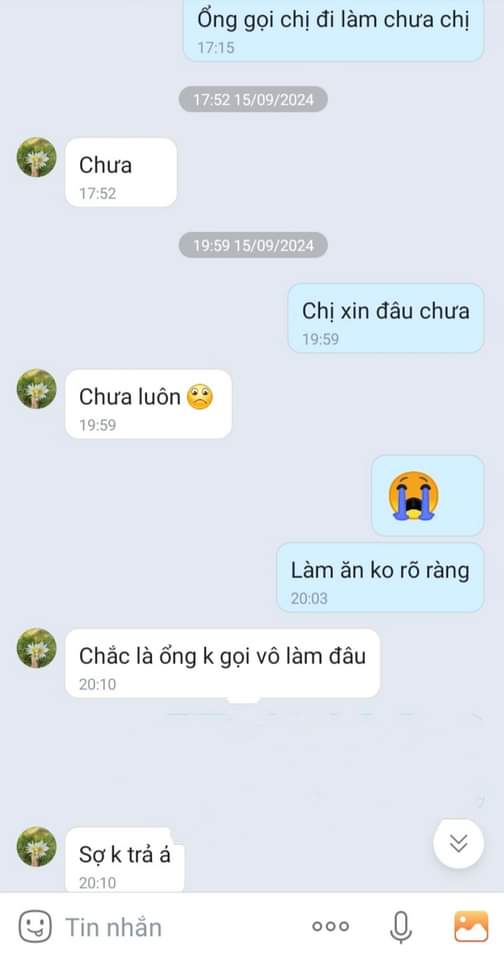 Ổng gọi chị đi làm chưa chị
17:15
17:52 15/09/2024
Chưa
17:52
19:59 15/09/2024
Chị xin đâu chưa
19:59
Chưa luôn
19:59
Làm ăn ko rõ ràng
20:03
Chắc là ổng k gọi vô làm đâu
20:10
Sợ k trả á
20:10
Tin nhắn